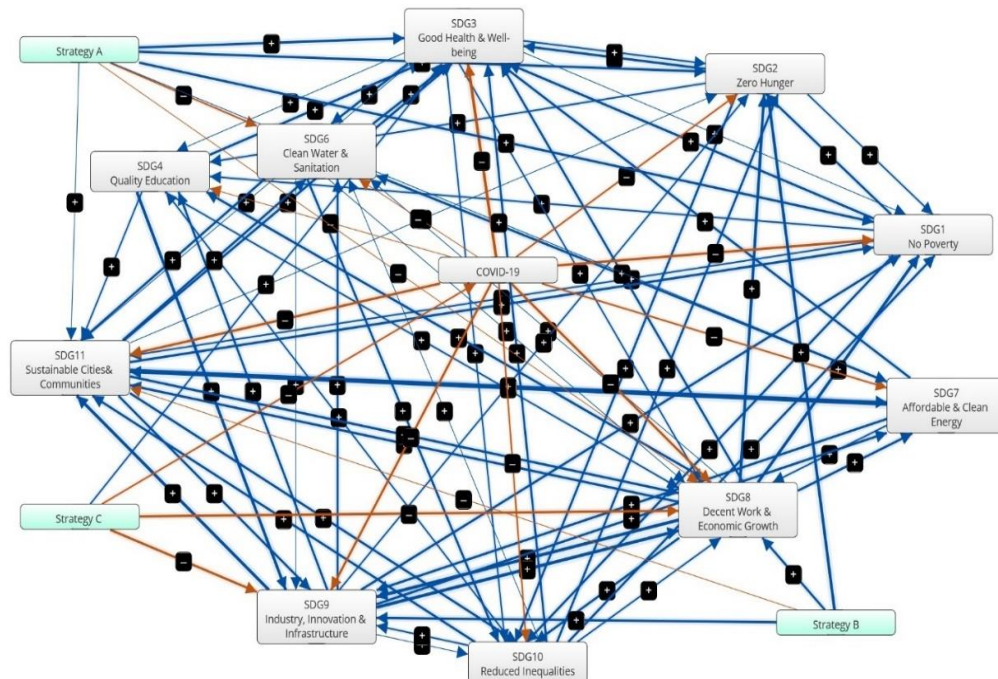 SDG3
Good Health & Well-
being
Strategy A
SDG2
Zero Hunger
SDG6
Clean Water &
Sanitation
SDG4
Quality Education
SDG1
No Poverty
COVID-19
SDG11
Sustainable Cities&
Communities
SDG7
Affordable & Clean
Energy
SDG8
Decent Work &
Economic Growth
Strategy C
SDG9
Industry, Innovation &
Infrastructure
Strategy B
SDG10
Reduced Inequalities